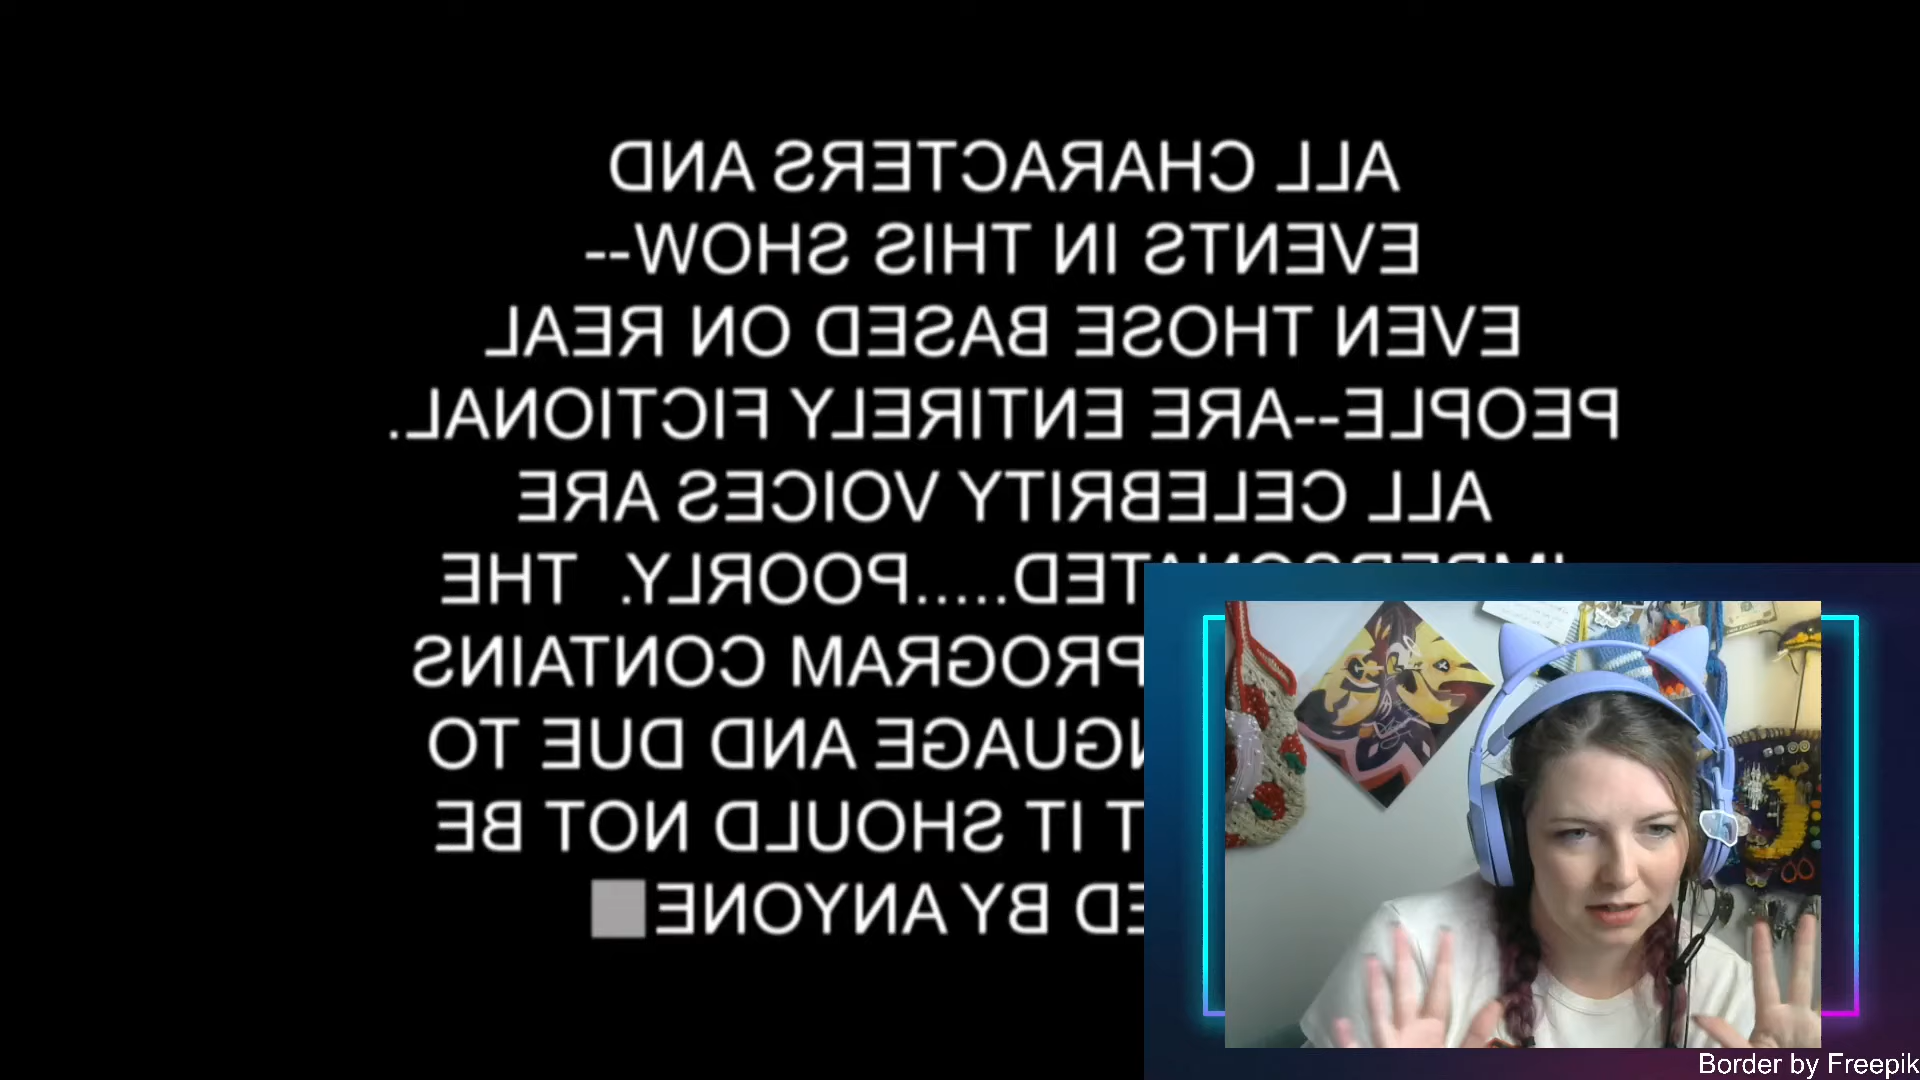 ALL CHARACTERS AND
EVENTS IN THIS SHOW--
EVEN THOSE BASED ON REAL
PEOPLE--ARE ENTIRELY FICTIONAL.
ALL CELEBRITY VOICES ARE
IMPERSONATED.....POORLY. THE
PROGRAM CONTAINS
AND DUE TO
IT SHOULD NOT BE
BY ANYONE
Border by Freepik